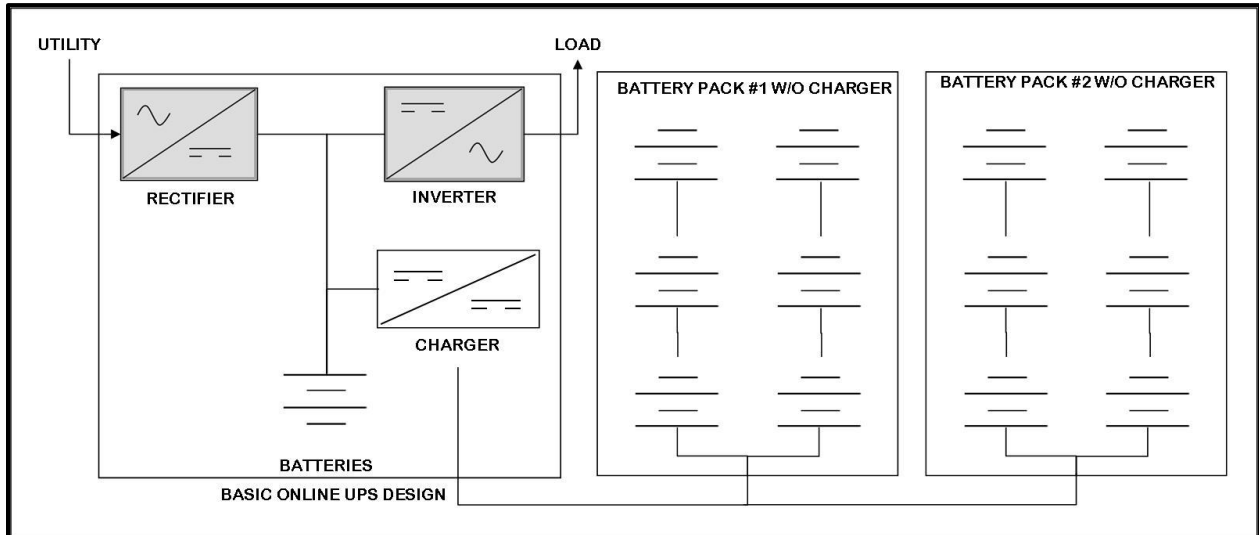 UTILITY
LOAD
BATTERY PACK #1 W/O CHARGER
BATTERY PACK #2 W/O CHARGER
RECTIFIER
INVERTER
CHARGER
BATTERIES
BASIC ONLINE UPS DESIGN